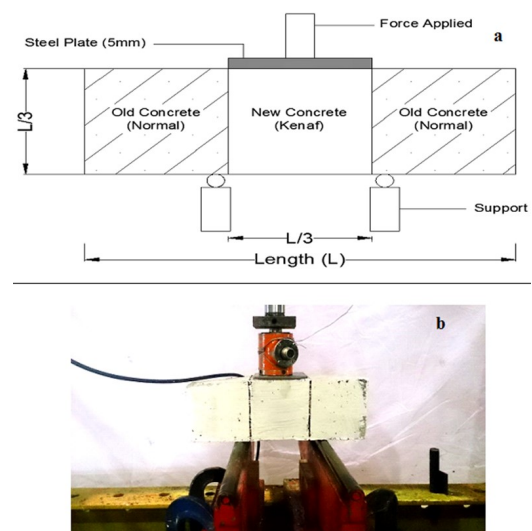 Force Applied
a
Steel Plate (5mm)
L/3
Old Concrete
(Normal)
New Concrete
(Kenaf)
Old Concrete
(Normal)
Support
L/3
Length (L)
b